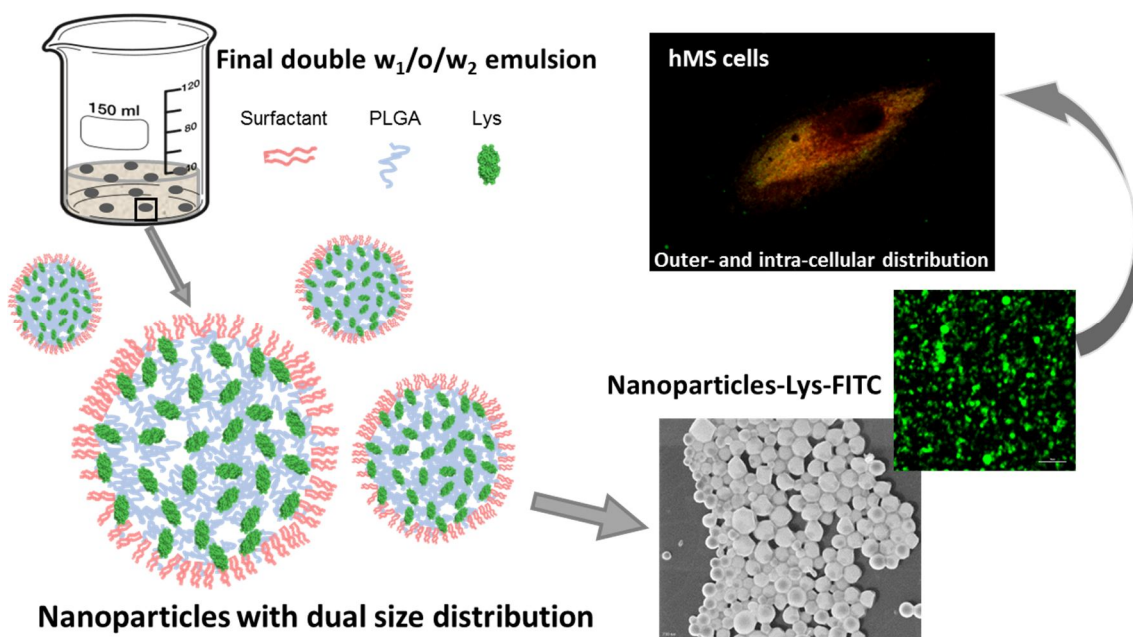 Final double w₁/o/w₂ emulsion
150 ml
120
80
40
Surfactant PLGA Lys
hMS cells
Outer- and intra-cellular distribution
Nanoparticles-Lys-FITC
Nanoparticles with dual size distribution